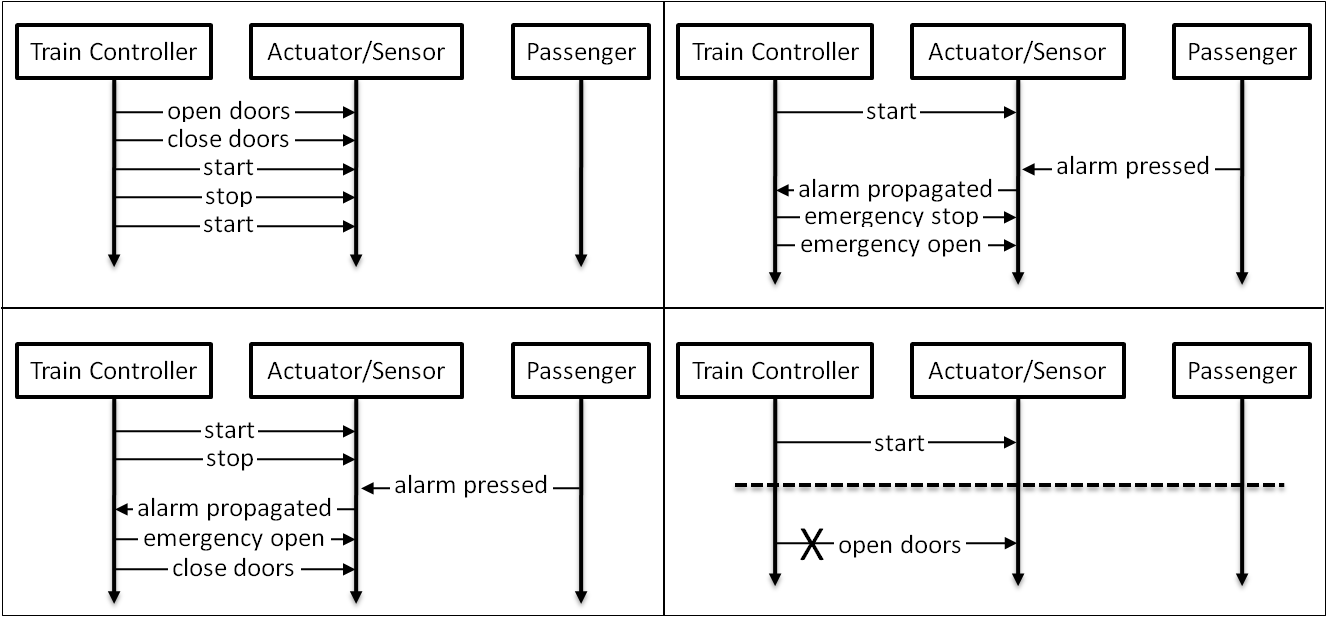 Train Controller
Actuator/Sensor
Passenger
open doors
close doors
start
stop
start
Train Controller
Actuator/Sensor
Passenger
start
alarm pressed
alarm propagated
emergency stop
emergency open
Train Controller
Actuator/Sensor
Passenger
start
stop
alarm pressed
alarm propagated
emergency open
close doors
Train Controller
Actuator/Sensor
Passenger
start
X open doors